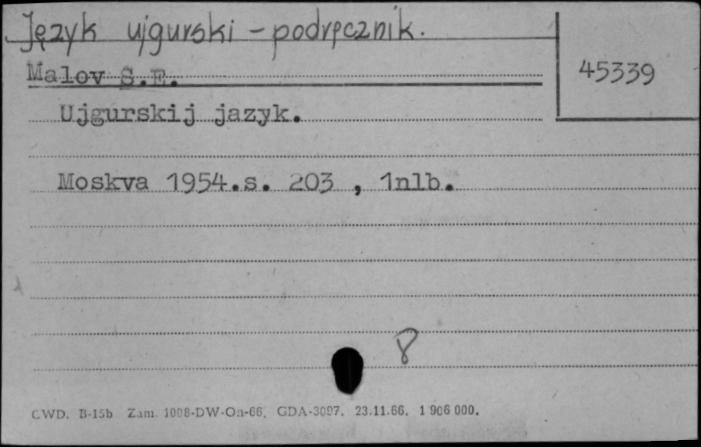 Język ujgurski - podręcznik.
45339
Malov S.E.
Ujgurskij jazyk.
Moskva 1954.s. 203 , 1nlb.
8
CWD. B-15b Zam. 1008-DW-On-66. GDA-3097. 23.11.66. 1 906 000.